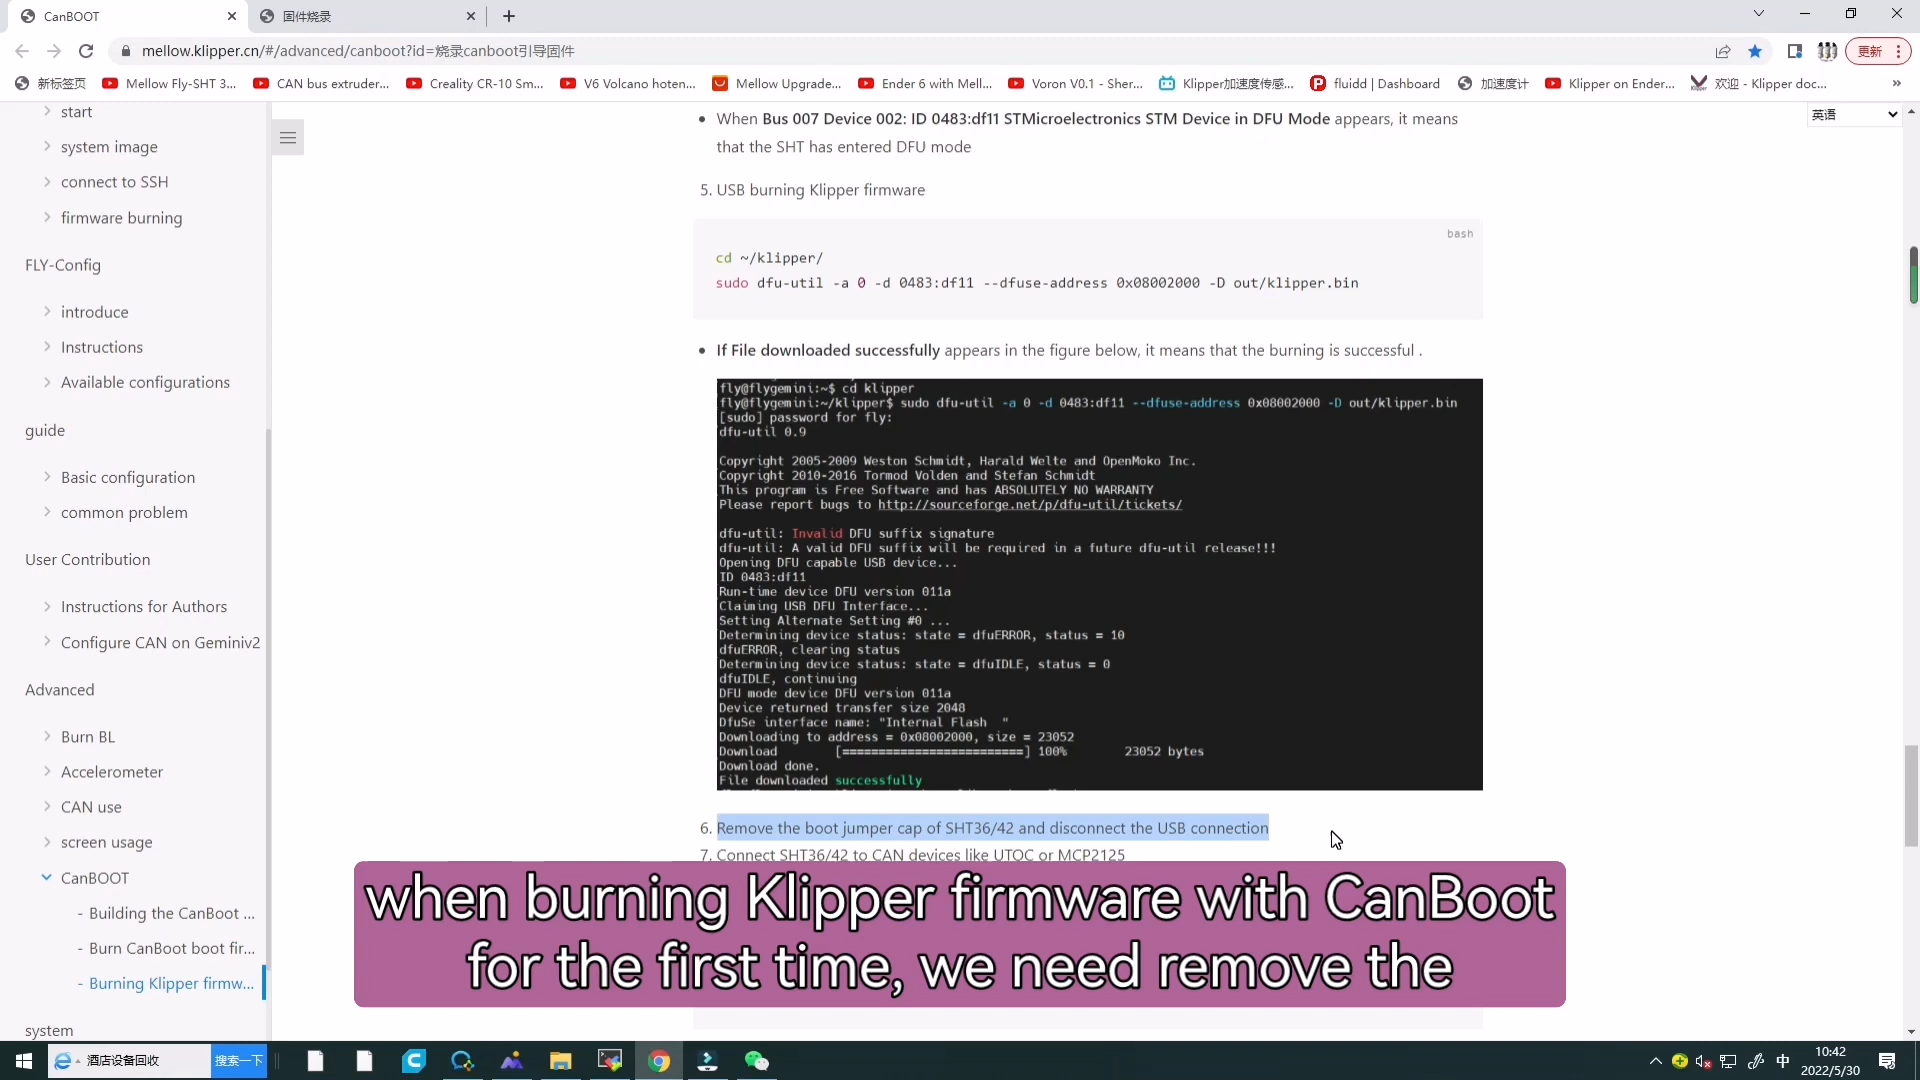 CanBOOT
固件烧录
mellow.klipper.cn/#/advanced/canboot?id=烧录canboot引导固件
更新
新标签页
Mellow Fly-SHT 3...
CAN bus extruder...
Creality CR-10 Sm...
V6 Volcano hoten...
Mellow Upgrade...
Ender 6 with Mell...
Voron V0.1 - Sher...
Klipper加速度传感...
fluidd | Dashboard
加速度计
Klipper on Ender...
欢迎 - Klipper doc...
»
英语
start
system image
connect to SSH
firmware burning
FLY-Config
introduce
Instructions
Available configurations
guide
Basic configuration
common problem
User Contribution
Instructions for Authors
Configure CAN on Geminiv2
Advanced
Burn BL
Accelerometer
CAN use
screen usage
CanBOOT
- Building the CanBoot ...
- Burn CanBoot boot fir...
- Burning Klipper firmw...
system
• When Bus 007 Device 002: ID 0483:df11 STMicroelectronics STM Device in DFU Mode appears, it means
that the SHT has entered DFU mode
5. USB burning Klipper firmware
bash
cd ~/klipper/
sudo dfu-util -a 0 -d 0483:df11 --dfuse-address 0x08002000 -D out/klipper.bin
• If File downloaded successfully appears in the figure below, it means that the burning is successful .
fly@flygemini:~$ cd klipper
fly@flygemini:~/klipper$ sudo dfu-util -a 0 -d 0483:df11 --dfuse-address 0x08002000 -D out/klipper.bin
[sudo] password for fly:
dfu-util 0.9
Copyright 2005-2009 Weston Schmidt, Harald Welte and OpenMoko Inc.
Copyright 2010-2016 Tormod Volden and Stefan Schmidt
This program is Free Software and has ABSOLUTELY NO WARRANTY
Please report bugs to http://sourceforge.net/p/dfu-util/tickets/
dfu-util: Invalid DFU suffix signature
dfu-util: A valid DFU suffix will be required in a future dfu-util release!!!
Opening DFU capable USB device...
ID 0483:df11
Run-time device DFU version 011a
Claiming USB DFU Interface...
Setting Alternate Setting #0 ...
Determining device status: state = dfuERROR, status = 10
dfuERROR, clearing status
Determining device status: state = dfuIDLE, status = 0
dfuIDLE, continuing
DFU mode device DFU version 011a
Device returned transfer size 2048
DfuSe interface name: "Internal Flash  "
Downloading to address = 0x08002000, size = 23052
Download [=========================] 100% 23052 bytes
Download done.
File downloaded successfully
6. Remove the boot jumper cap of SHT36/42 and disconnect the USB connection
7. Connect SHT36/42 to CAN devices like UTOC or MCP2125
when burning Klipper firmware with CanBoot
for the first time, we need remove the
酒店设备回收
搜索一下
中
10:42
2022/5/30